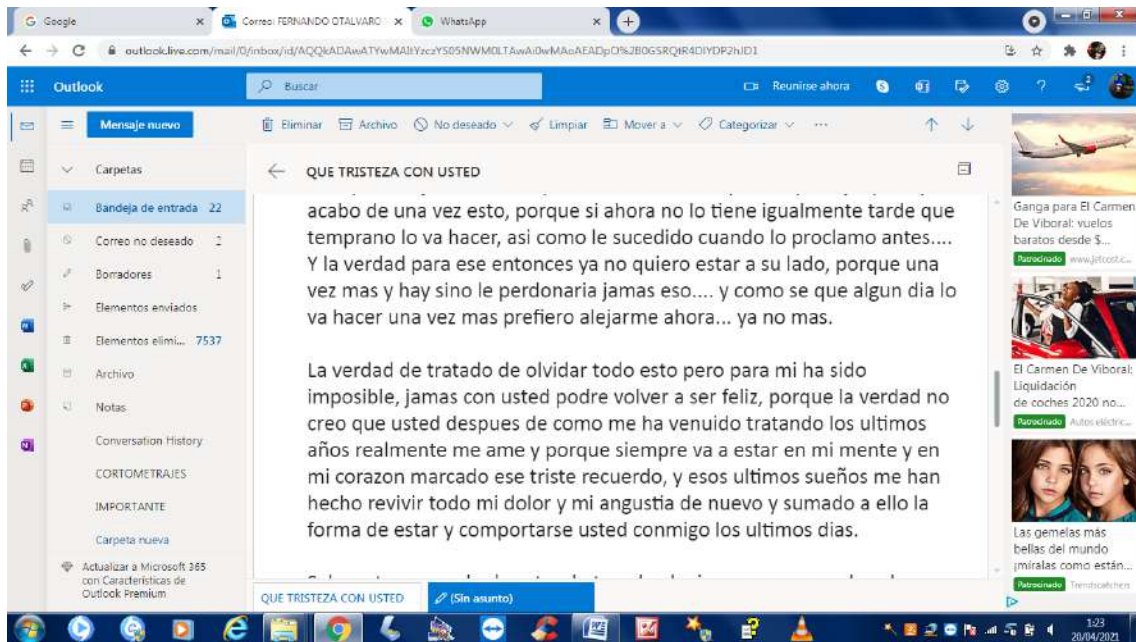 Google
Correo: FERNANDO OTALVARO
WhatsApp
Outlook
Buscar
Reunirse ahora
Mensaje nuevo
Eliminar
Archivo
No deseado
Limpiar
Mover a
Categorizar
Carpetas
QUE TRISTEZA CON USTED
Bandeja de entrada 22
Correo no deseado 2
Borradores 1
Elementos enviados
Elementos elimi... 7537
Archivo
Notas
Conversation History
CORTOMETRAJES
IMPORTANTE
Carpeta nueva
Actualizar a Microsoft 365
con Características de
Outlook Premium
acabo de una vez esto, porque si ahora no lo tiene igualmente tarde que
temprano lo va hacer, asi como le sucedido cuando lo proclamo antes....
Y la verdad para ese entonces ya no quiero estar a su lado, porque una
vez mas y hay sino le perdonaria jamas eso.... y como se que algun dia lo
va hacer una vez mas prefiero alejarme ahora... ya no mas.
La verdad de tratado de olvidar todo esto pero para mi ha sido
imposible, jamas con usted podre volver a ser feliz, porque la verdad no
creo que usted despues de como me ha venuido tratando los ultimos
años realmente me ame y porque siempre va a estar en mi mente y en
mi corazon marcado ese triste recuerdo, y esos ultimos sueños me han
hecho revivir todo mi dolor y mi angustia de nuevo y sumado a ello la
forma de estar y comportarse usted conmigo los ultimos dias.
QUE TRISTEZA CON USTED
(Sin asunto)
Ganga para El Carmen
De Viboral: vuelos
baratos desde $...
Patrocinado www.jetcost.c...
El Carmen De Viboral:
Liquidación
de coches 2020 no...
Patrocinado Autos eléctric...
Las gemelas más
bellas del mundo
¡míralas como están...
Patrocinado Trendscatchers
1:23
20/04/2021